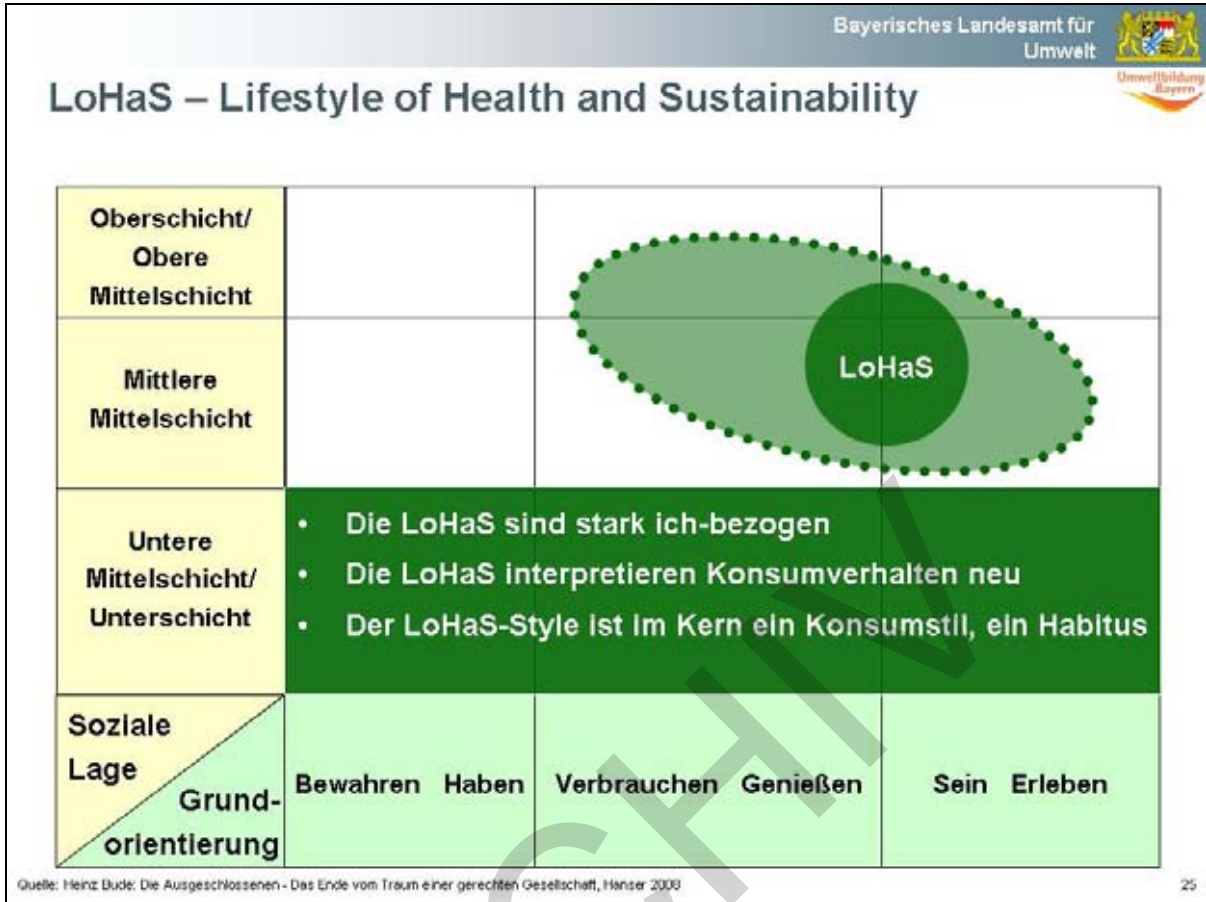 Bayerisches Landesamt für
Umwelt
Umweltbildung
Bayern
LoHaS – Lifestyle of Health and Sustainability
Oberschicht/
Obere
Mittelschicht
Mittlere
Mittelschicht
LoHaS
Untere
Mittelschicht/
Unterschicht
• Die LoHaS sind stark ich-bezogen
• Die LoHaS interpretieren Konsumverhalten neu
• Der LoHaS-Style ist im Kern ein Konsumstil, ein Habitus
Soziale
Lage
Grund-
orientierung
Bewahren Haben
Verbrauchen Genießen
Sein Erleben
Quelle: Heinz Bude: Die Ausgeschlossenen - Das Ende vom Traum einer gerechten Gesellschaft, Hanser 2008
25
CHIV